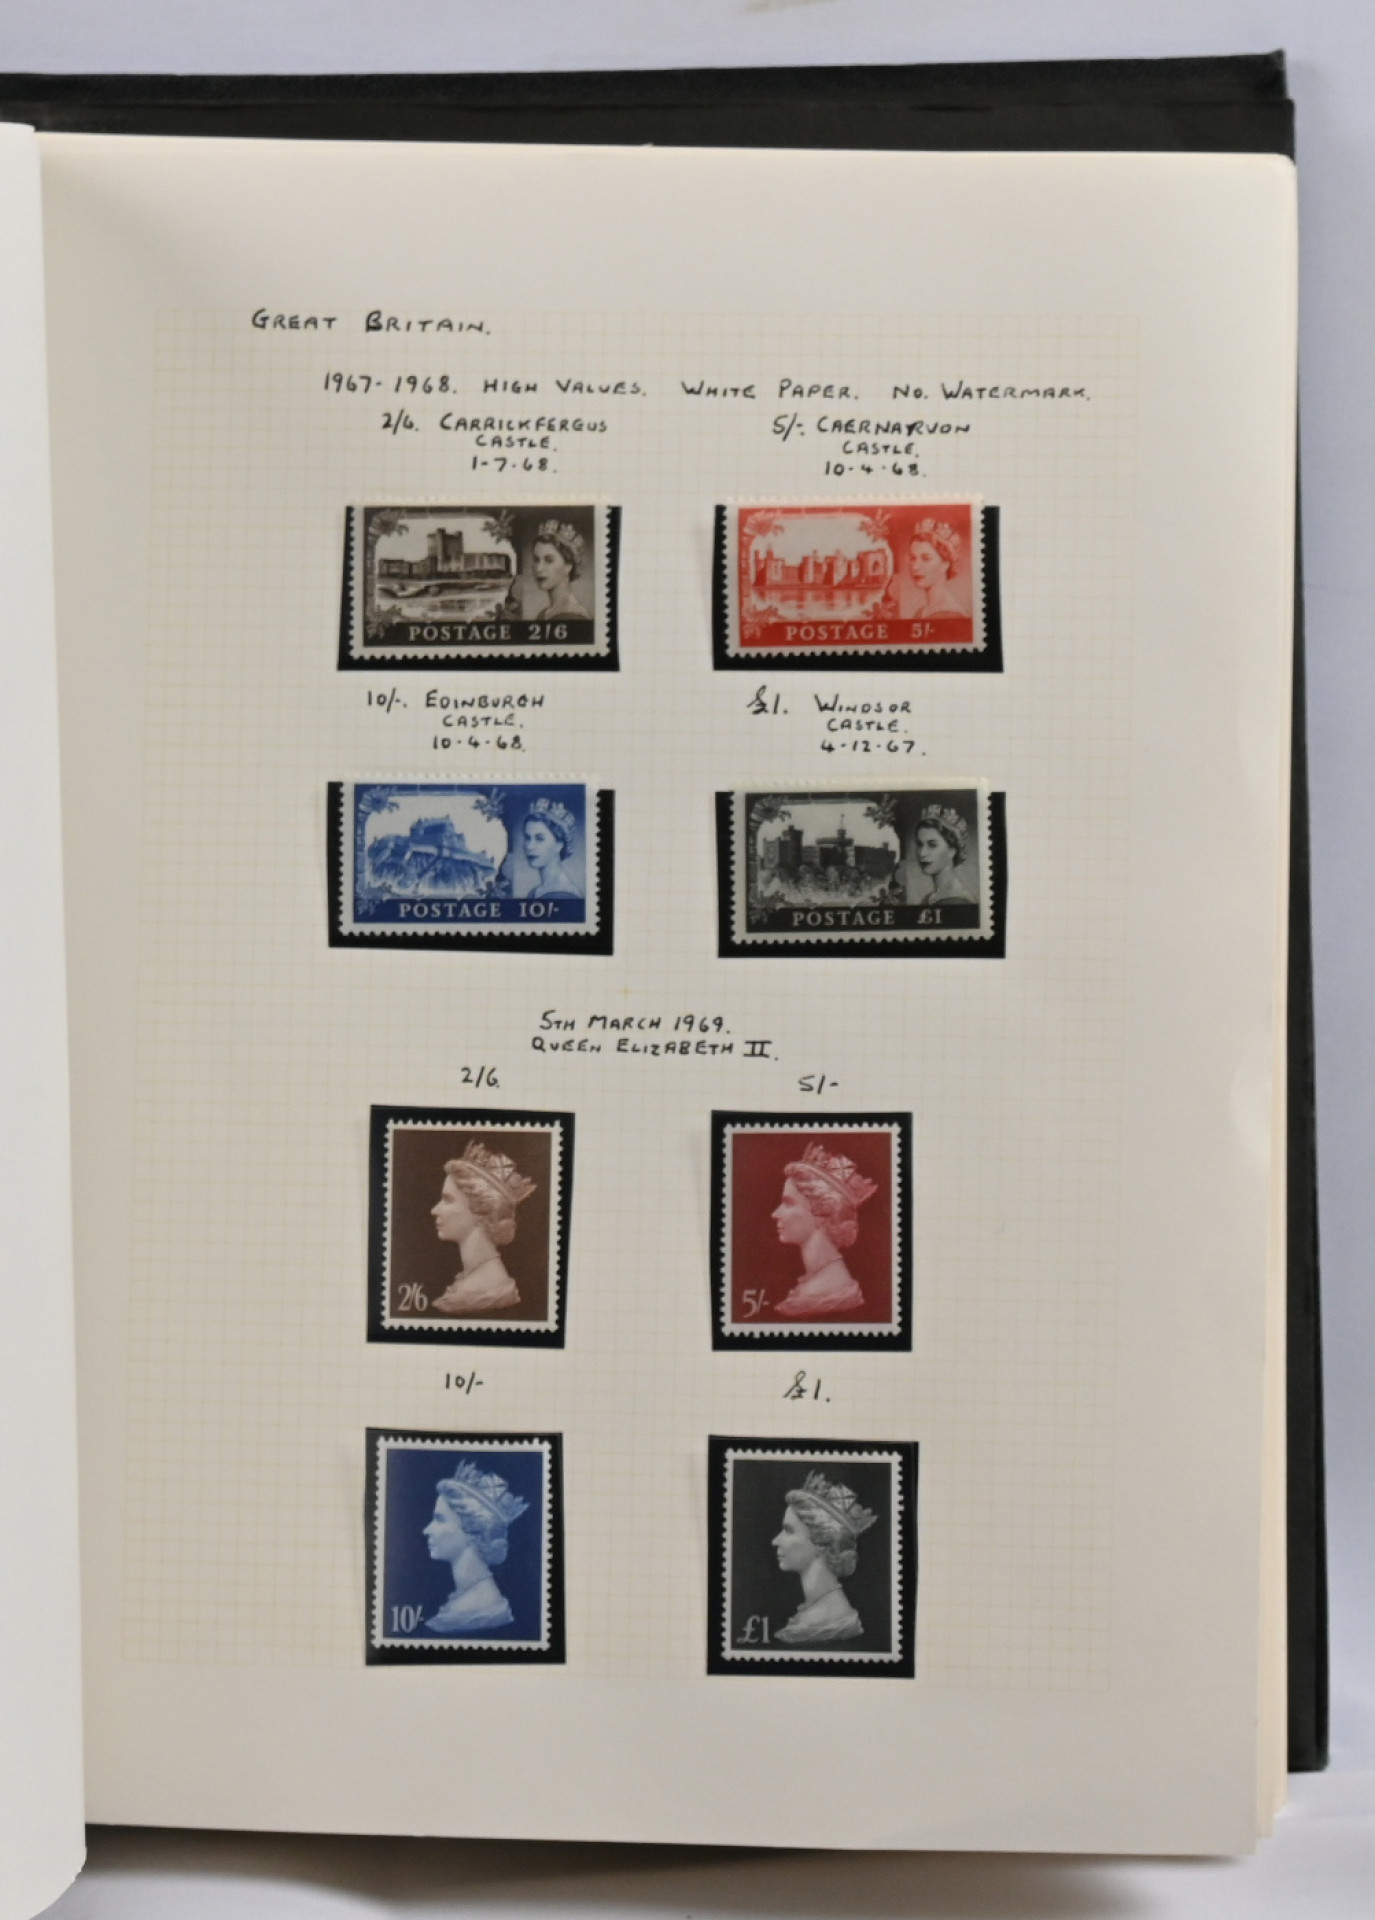 GREAT BRITAIN.
1967-1968. HIGH VALUES. WHITE PAPER. NO. WATERMARK.
2/6. CARRICKFERGUS
CASTLE.
1-7-68.
5/-. CAERNARVON
CASTLE.
10-4-68.
POSTAGE 2/6
POSTAGE 5/-
10/-. EDINBURGH
CASTLE.
10-4-68.
£1. WINDSOR
CASTLE.
4-12-67.
POSTAGE 10/-
POSTAGE £1
5TH MARCH 1969.
QUEEN ELIZABETH II.
2/6.
5/-
2/6
5/-
10/-
£1.
10/-
£1